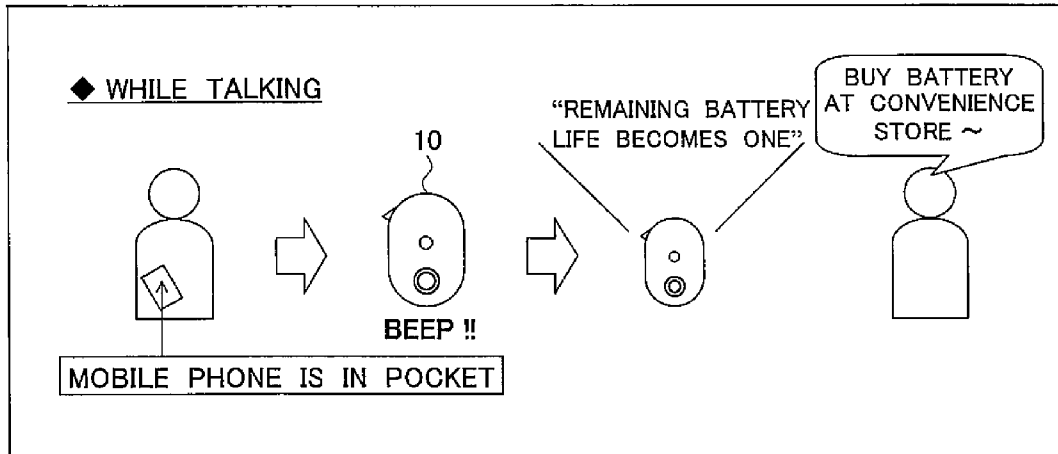 ◆ WHILE TALKING
10
BEEP !!
MOBILE PHONE IS IN POCKET
“REMAINING BATTERY
LIFE BECOMES ONE”
BUY BATTERY
AT CONVENIENCE
STORE ~